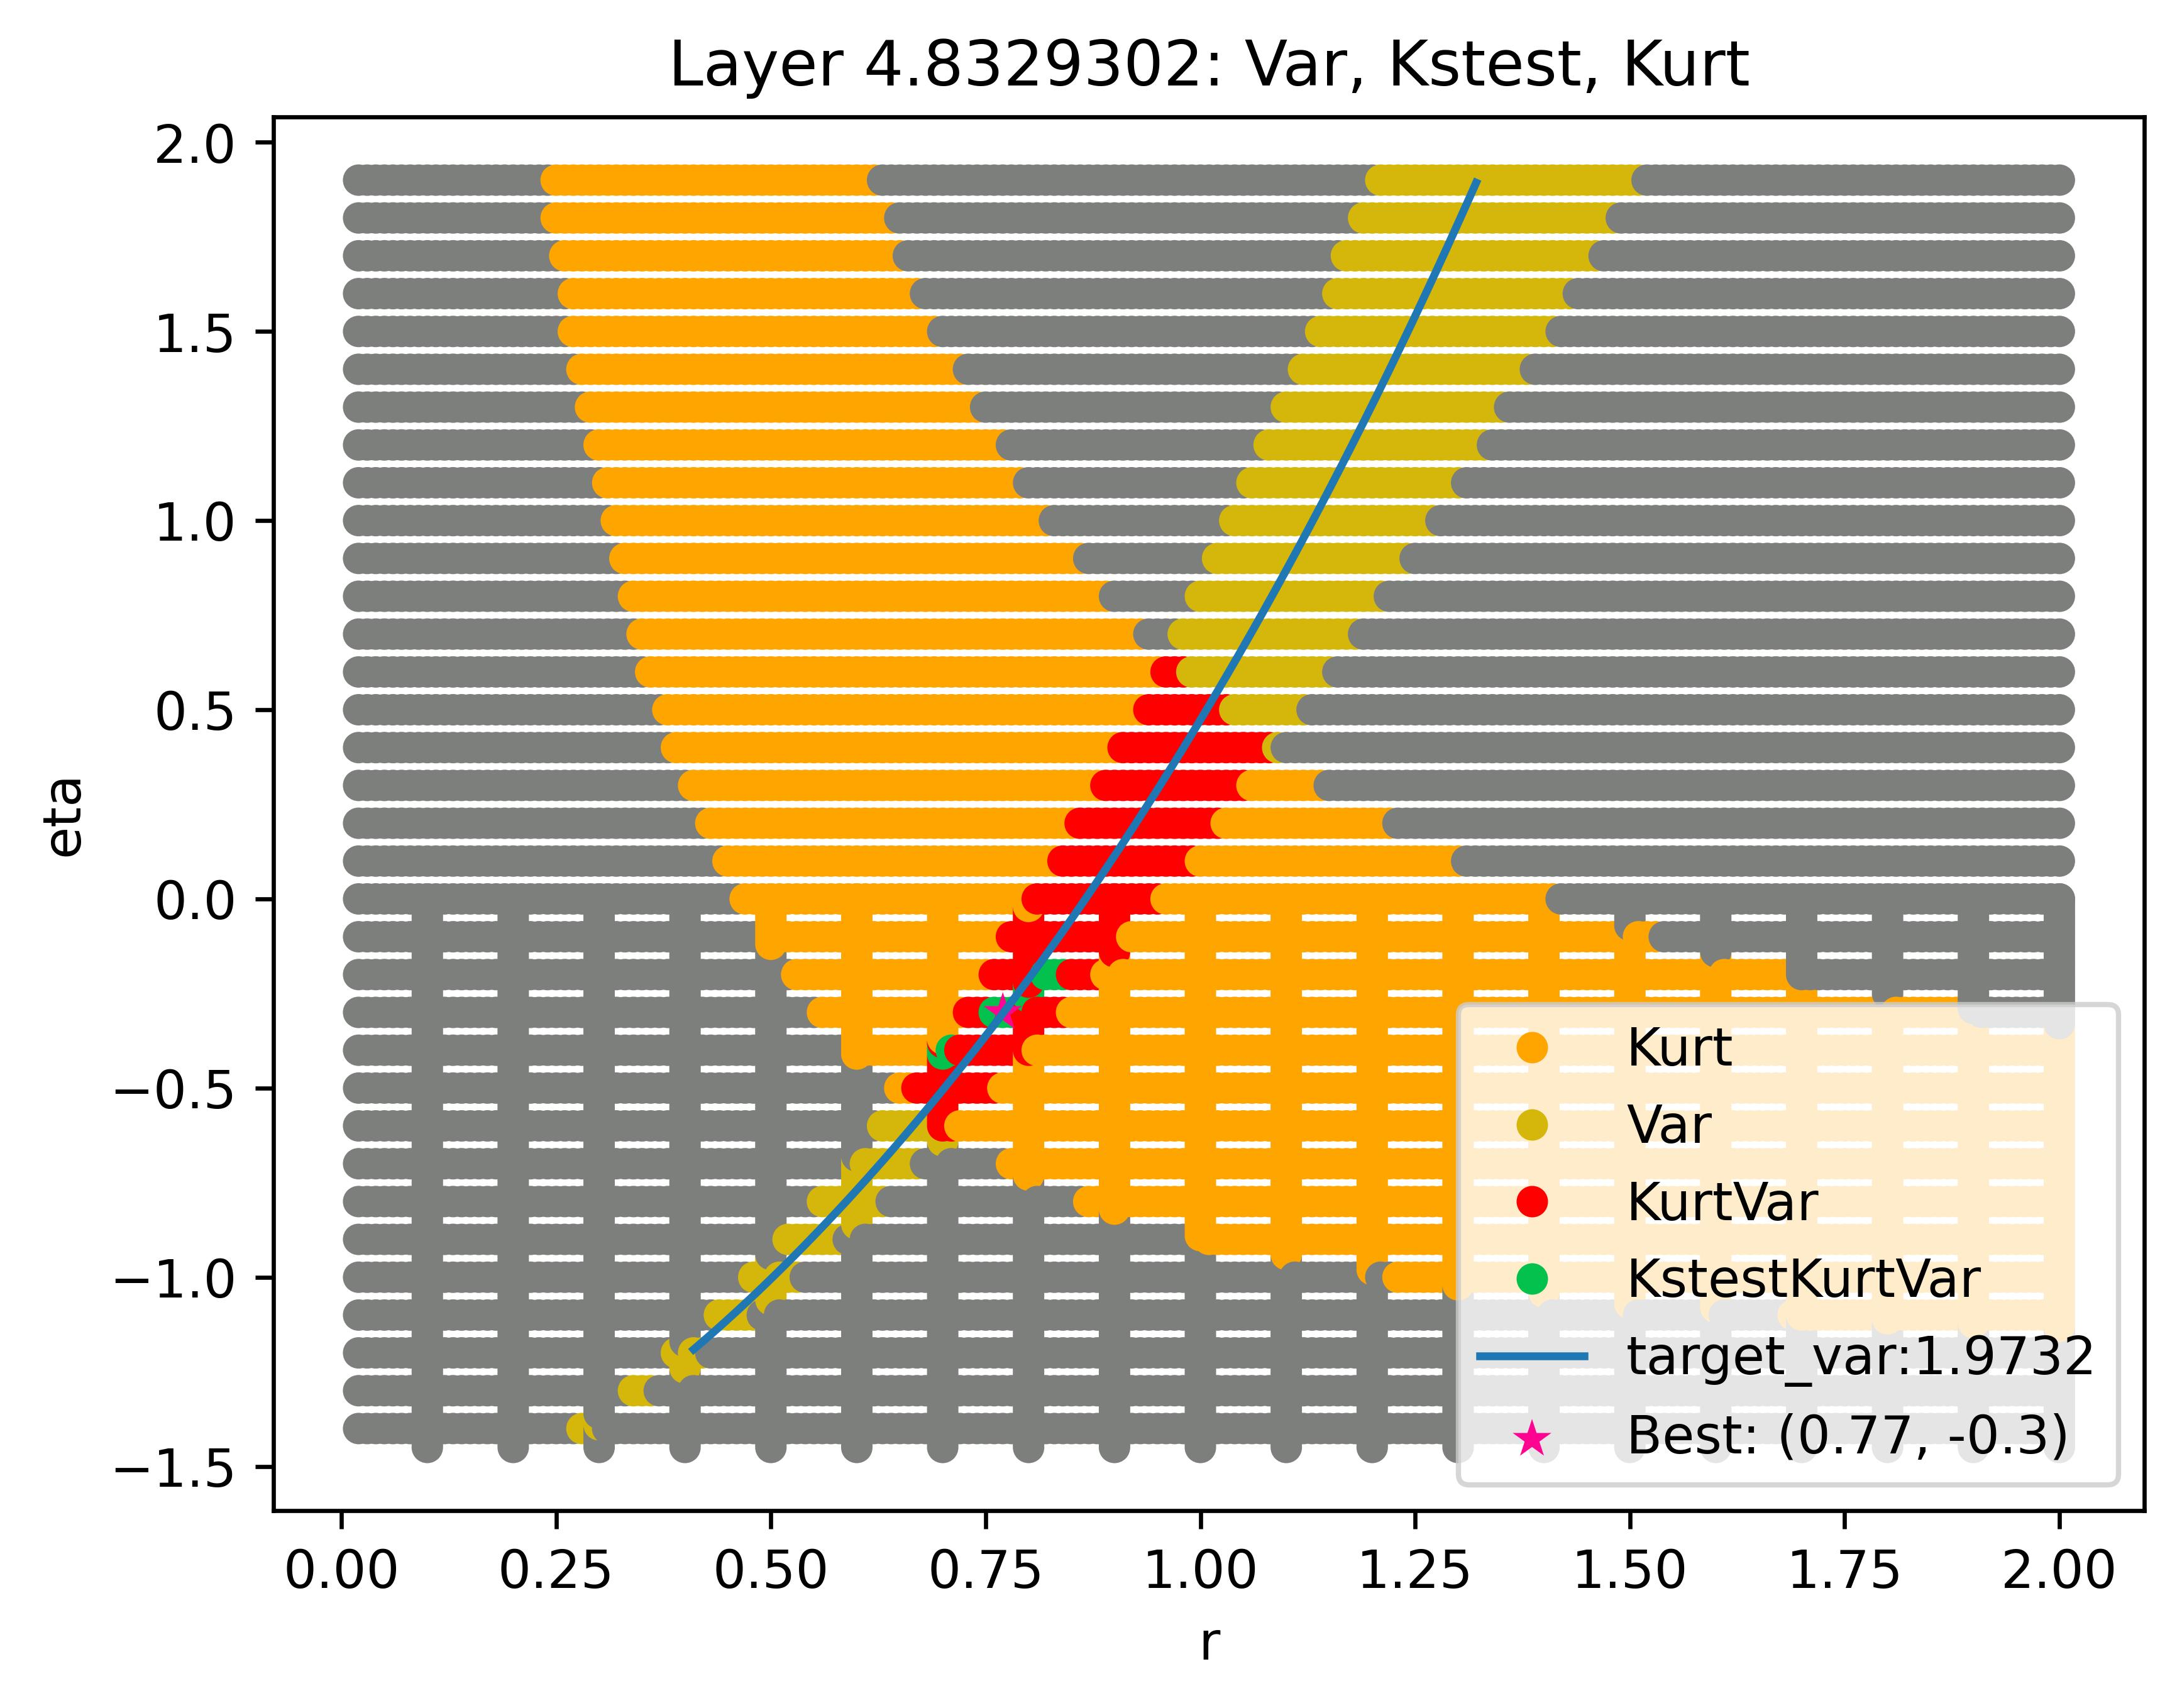 Layer 4.8329302: Var, Kstest, Kurt
2.0
1.5
1.0
0.5
0.0
−0.5
−1.0
−1.5
eta
0.00 0.25 0.50 0.75 1.00 1.25 1.50 1.75 2.00
r
Kurt
Var
KurtVar
KstestKurtVar
target_var:1.9732
Best: (0.77, -0.3)